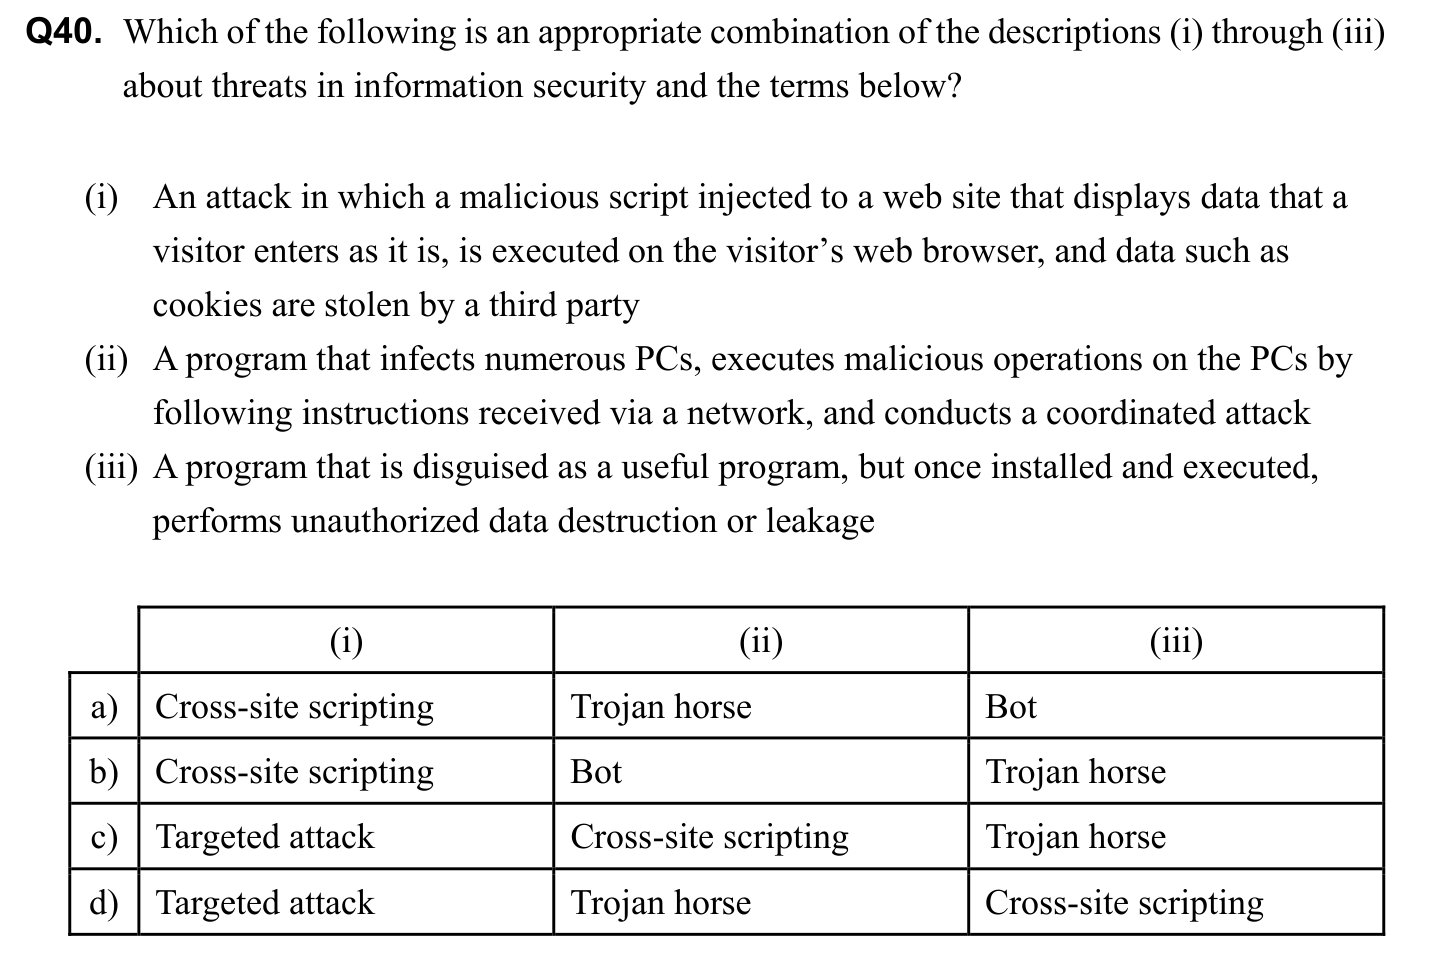 Q40. Which of the following is an appropriate combination of the descriptions (i) through (iii)
about threats in information security and the terms below?
(i) An attack in which a malicious script injected to a web site that displays data that a
visitor enters as it is, is executed on the visitor’s web browser, and data such as
cookies are stolen by a third party
(ii) A program that infects numerous PCs, executes malicious operations on the PCs by
following instructions received via a network, and conducts a coordinated attack
(iii) A program that is disguised as a useful program, but once installed and executed,
performs unauthorized data destruction or leakage
(i) (ii) (iii)
a) Cross-site scripting Trojan horse Bot
b) Cross-site scripting Bot Trojan horse
c) Targeted attack Cross-site scripting Trojan horse
d) Targeted attack Trojan horse Cross-site scripting